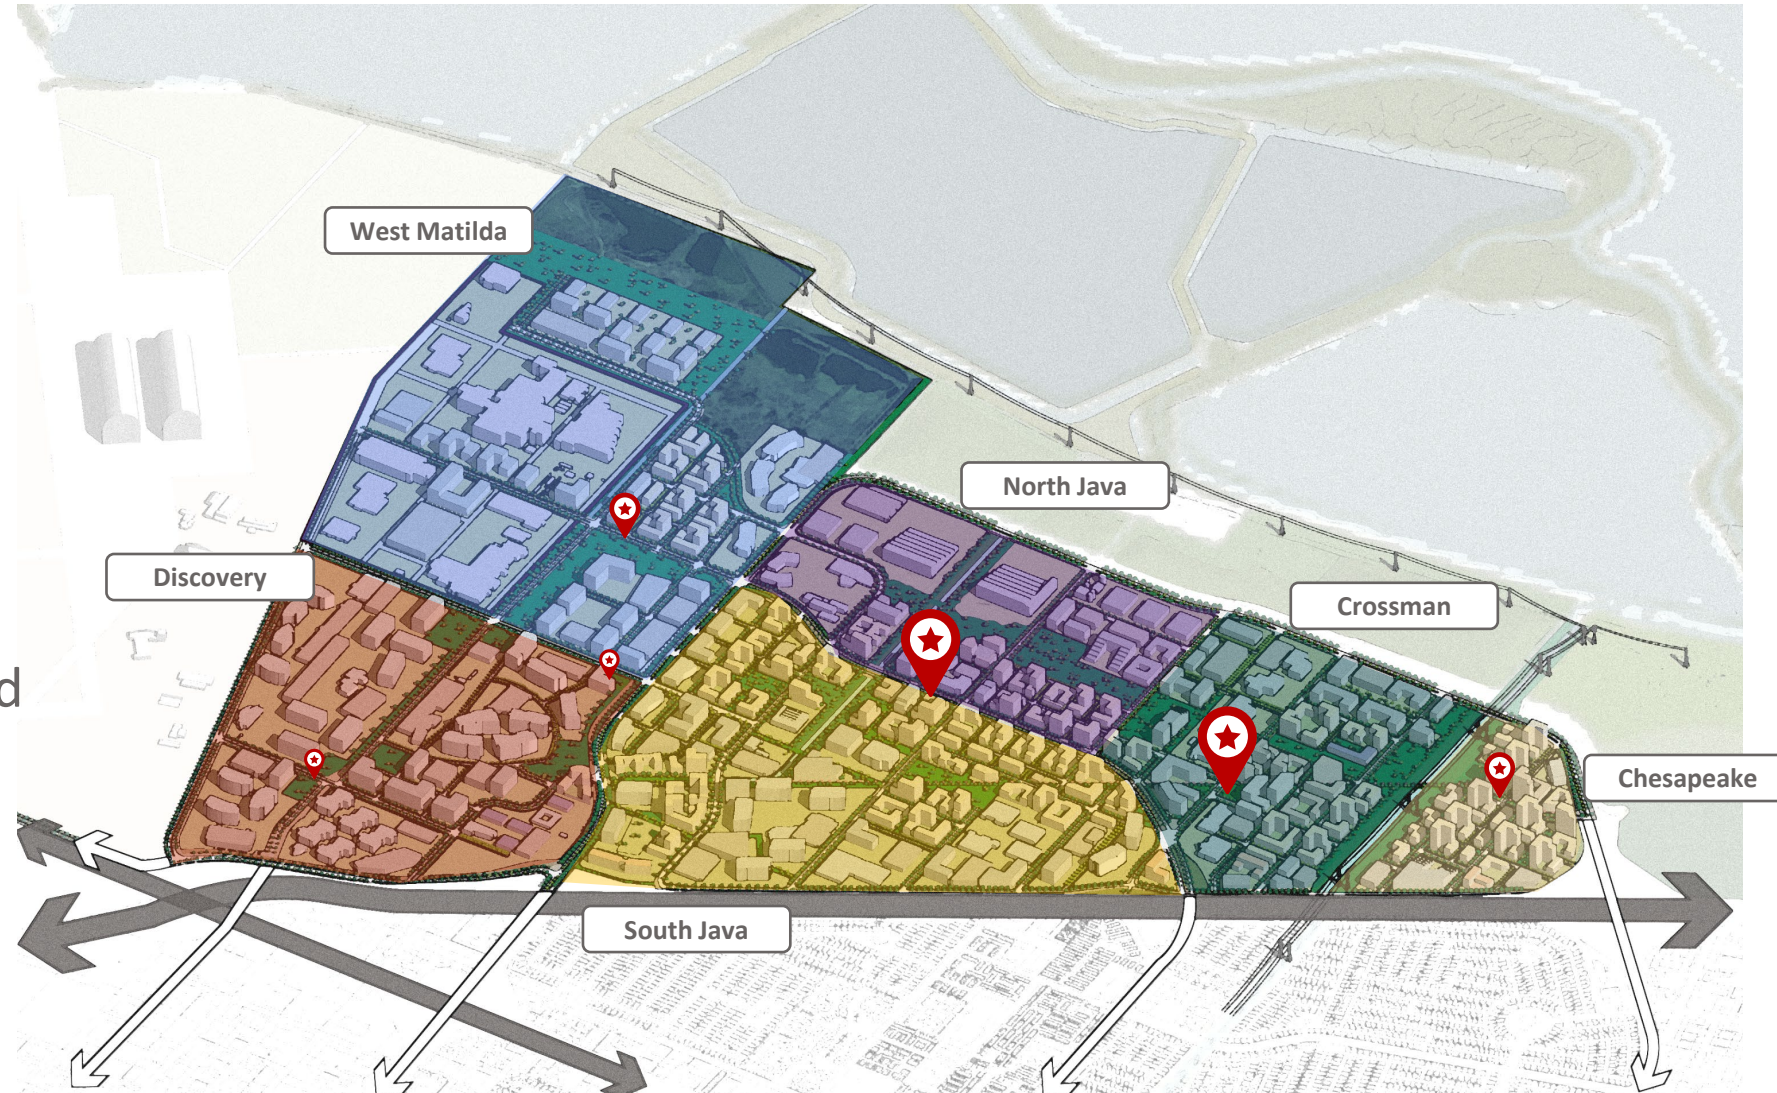 West Matilda
North Java
Discovery
Crossman
d
Chesapeake
South Java